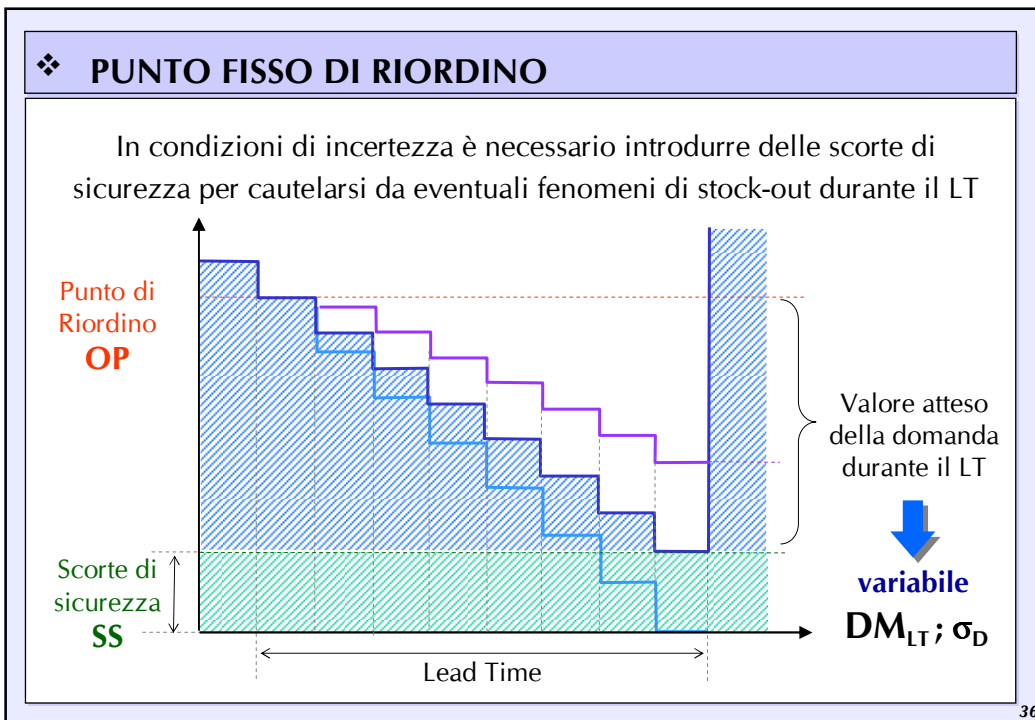 ❖ PUNTO FISSO DI RIORDINO
In condizioni di incertezza è necessario introdurre delle scorte di
sicurezza per cautelarsi da eventuali fenomeni di stock-out durante il LT
Punto di
Riordino
OP
Valore atteso
della domanda
durante il LT
Scorte di
sicurezza
SS
variabile
DM_LT ; σ_D
Lead Time
36